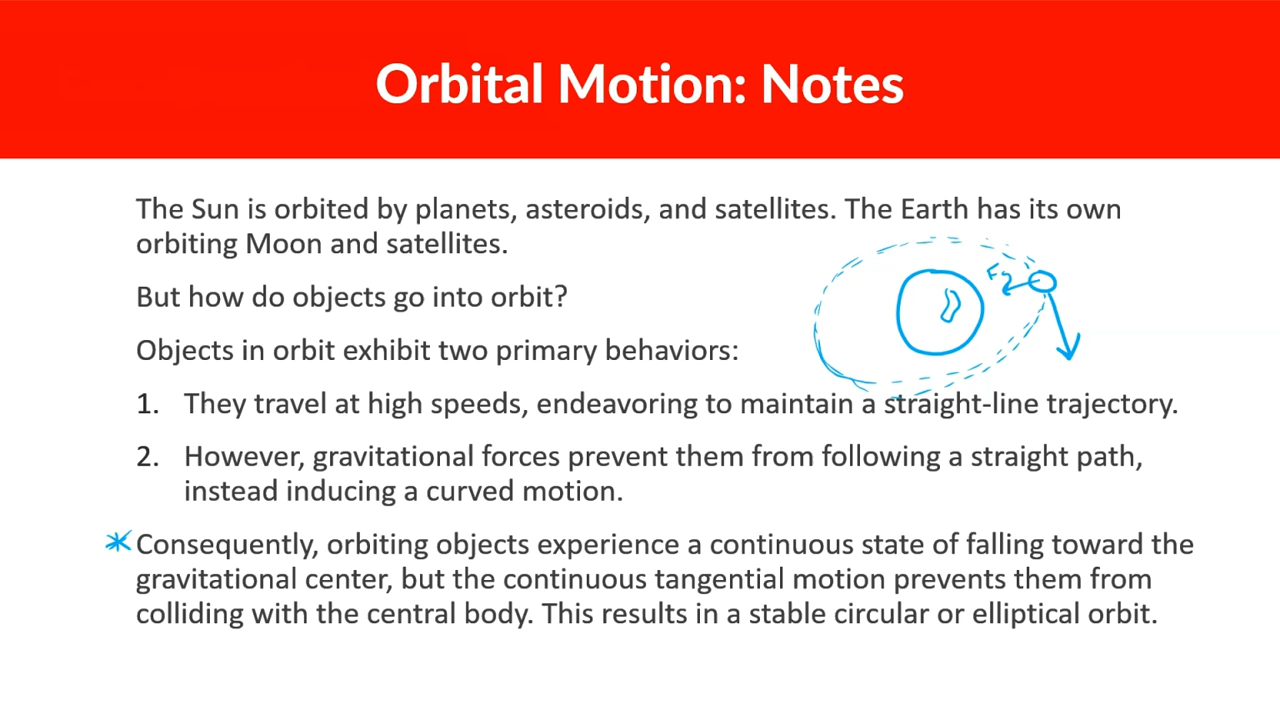 Orbital Motion: Notes
The Sun is orbited by planets, asteroids, and satellites. The Earth has its own
orbiting Moon and satellites.
But how do objects go into orbit?
Objects in orbit exhibit two primary behaviors:
1. They travel at high speeds, endeavoring to maintain a straight-line trajectory.
2. However, gravitational forces prevent them from following a straight path,
instead inducing a curved motion.
Consequently, orbiting objects experience a continuous state of falling toward the
gravitational center, but the continuous tangential motion prevents them from
colliding with the central body. This results in a stable circular or elliptical orbit.